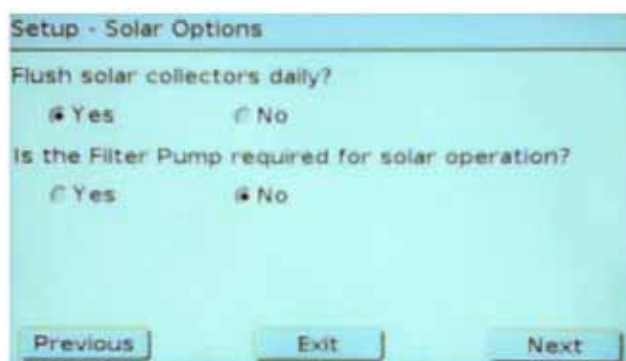 Setup - Solar Options
Flush solar collectors daily?
Yes No
Is the Filter Pump required for solar operation?
Yes No
Previous Exit Next